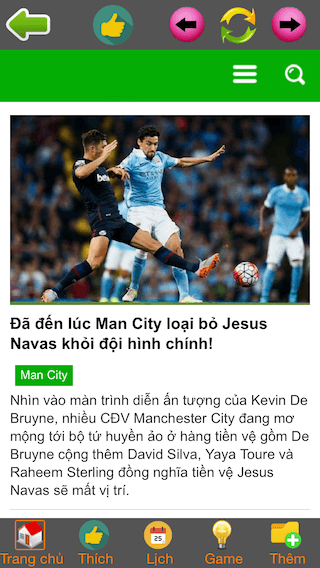 Đã đến lúc Man City loại bỏ Jesus
Navas khỏi đội hình chính!
Man City
Nhìn vào màn trình diễn ấn tượng của Kevin De
Bruyne, nhiều CĐV Manchester City đang mơ
mộng tới bộ tứ huyền ảo ở hàng tiền vệ gồm De
Bruyne cộng thêm David Silva, Yaya Toure và
Raheem Sterling đồng nghĩa tiền vệ Jesus
Navas sẽ mất vị trí.
25
Trang chủ Thích Lịch Game Thêm